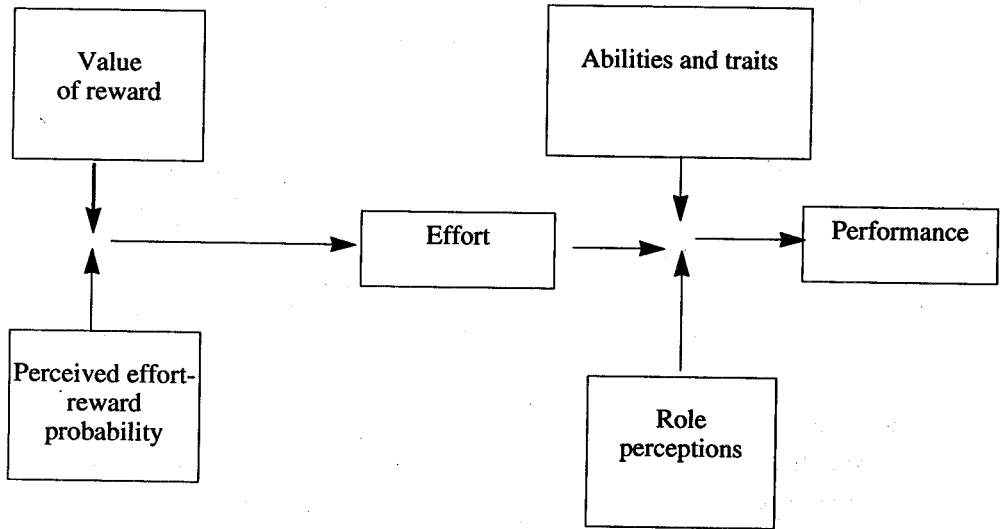 Value
of reward
Abilities and traits
Effort
Performance
Perceived effort-
reward
probability
Role
perceptions